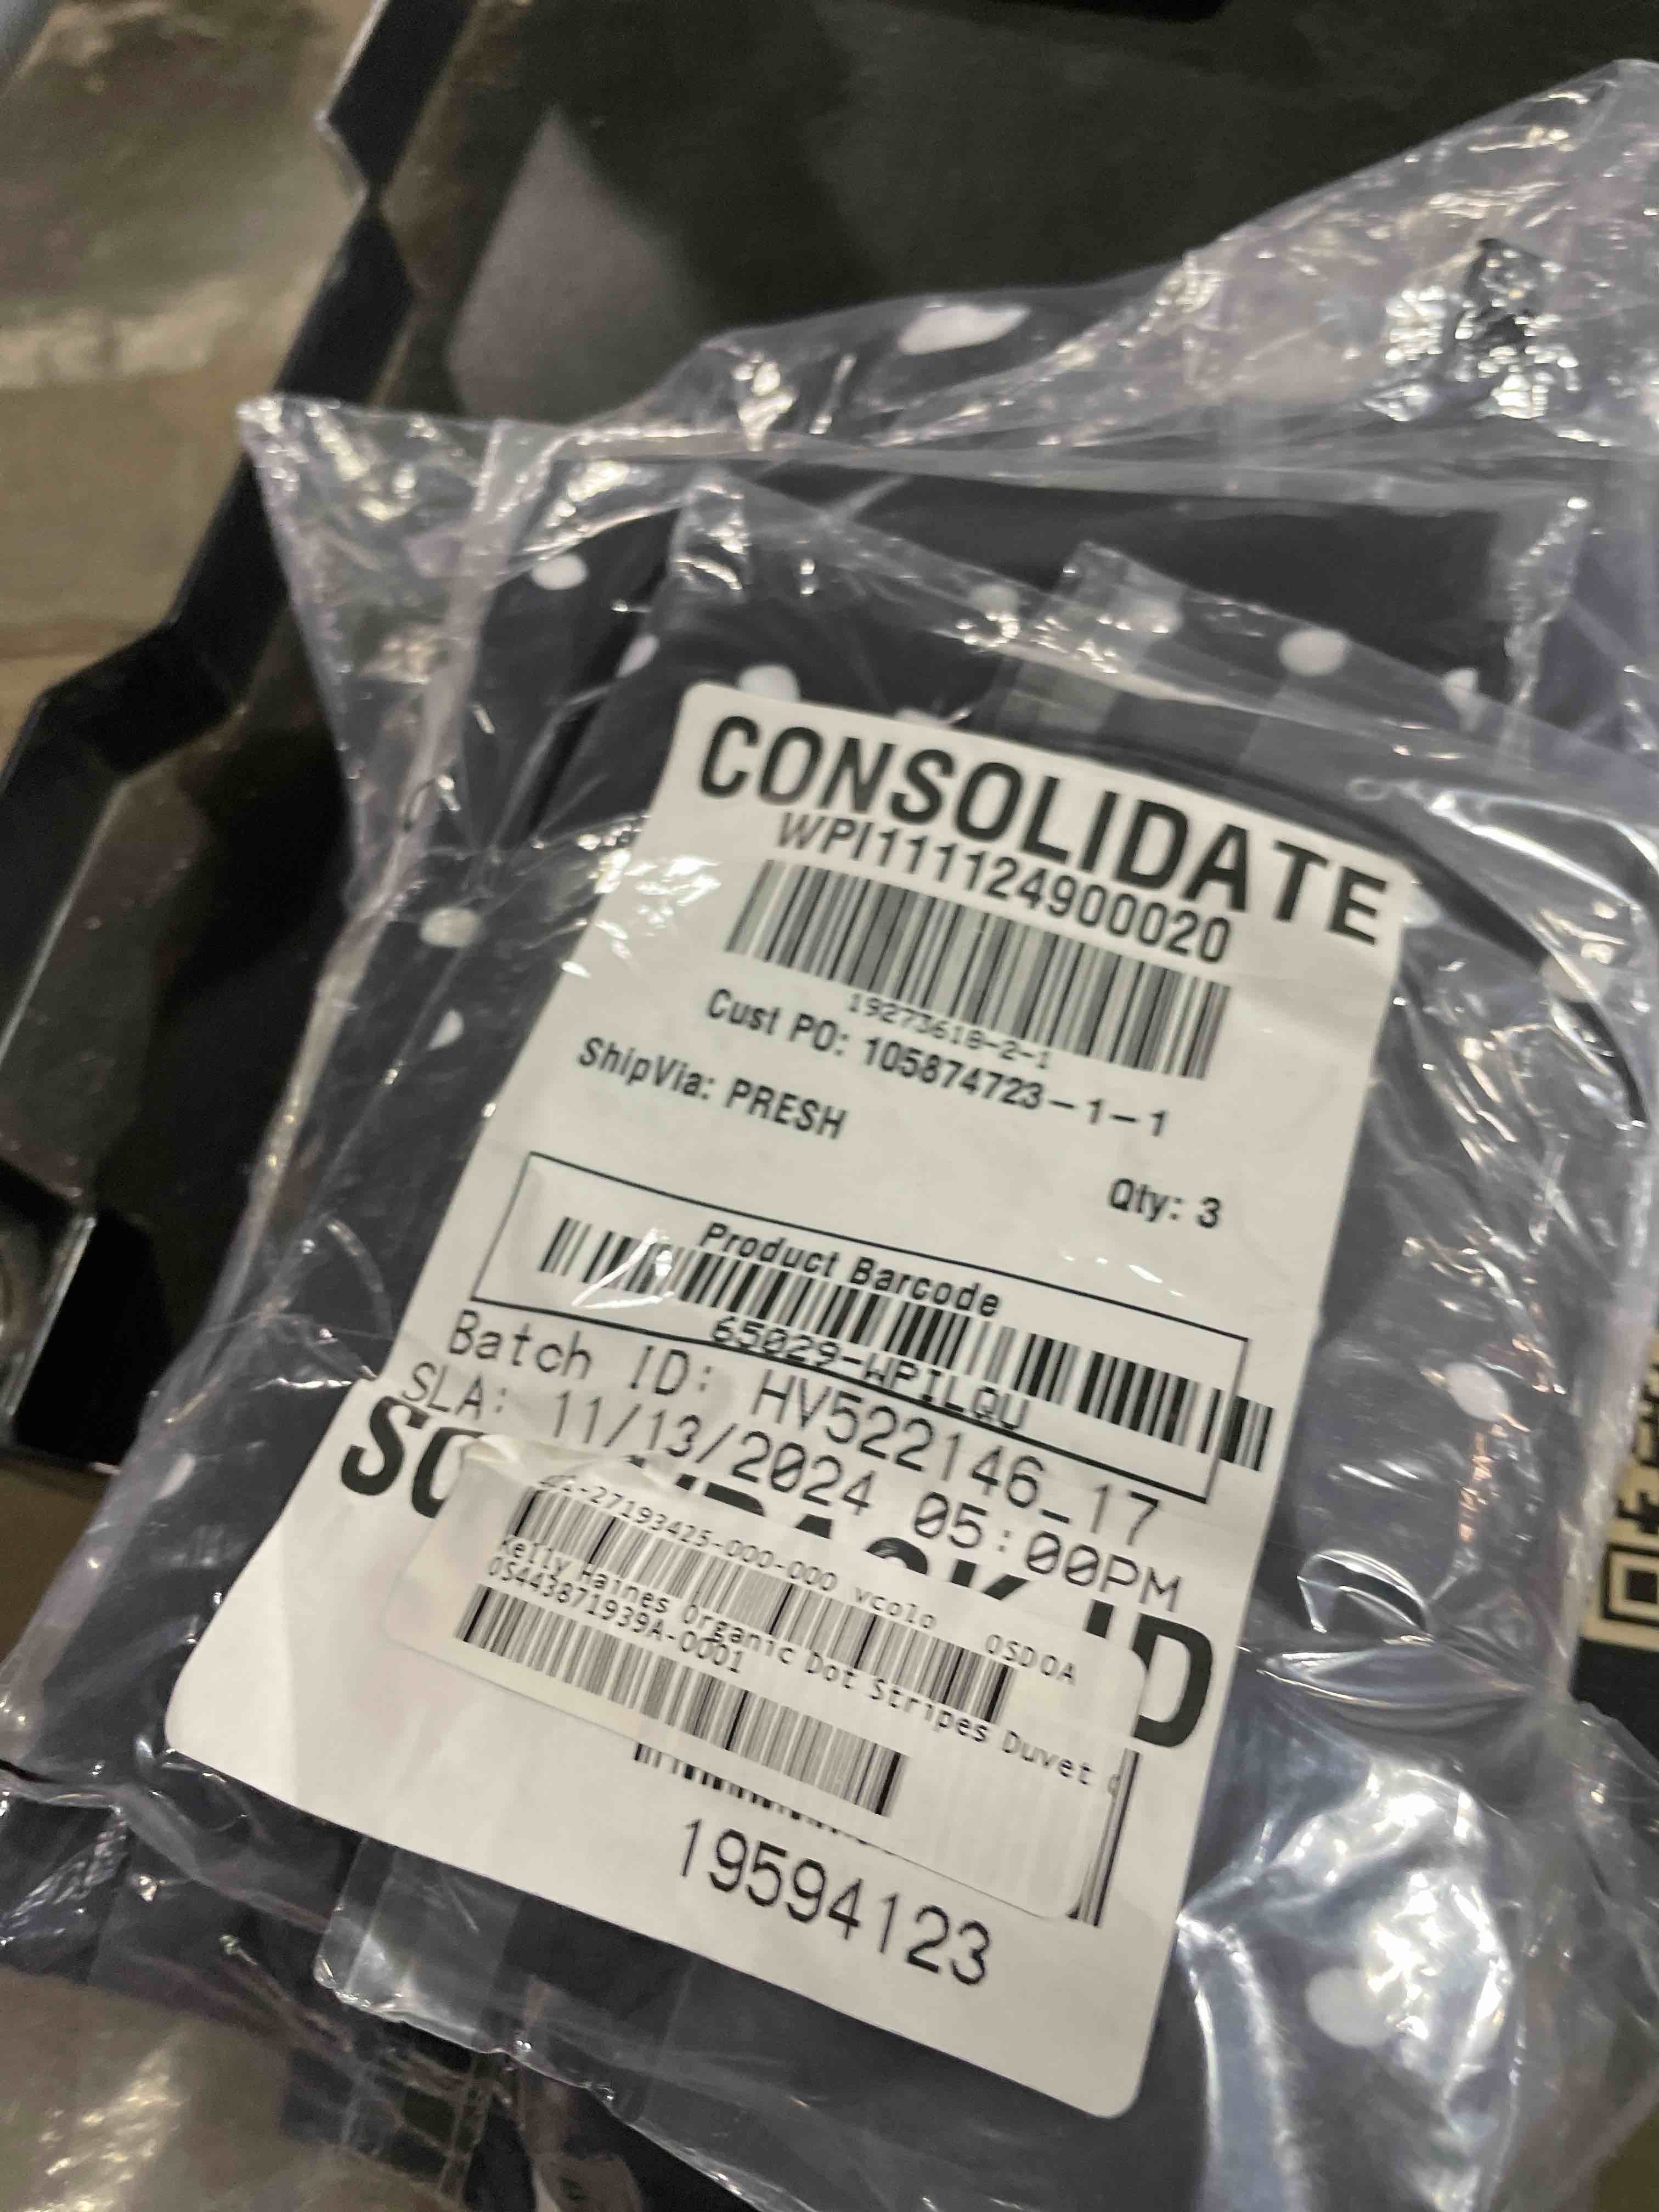 CONSOLIDATE
WPI111124900020
19273618-2-1
Cust PO: 105874723-1-1
ShipVia: PRESH
Qty: 3
Product Barcode
65029-WPILQU
Batch ID: HV522146_17
SLA: 11/13/2024 05:00PM
ID
-27193425-000-000 vcolo OSDOA
Kelly Haines Organic Dot Stripes Duvet
OS443871939A-0001
19594123